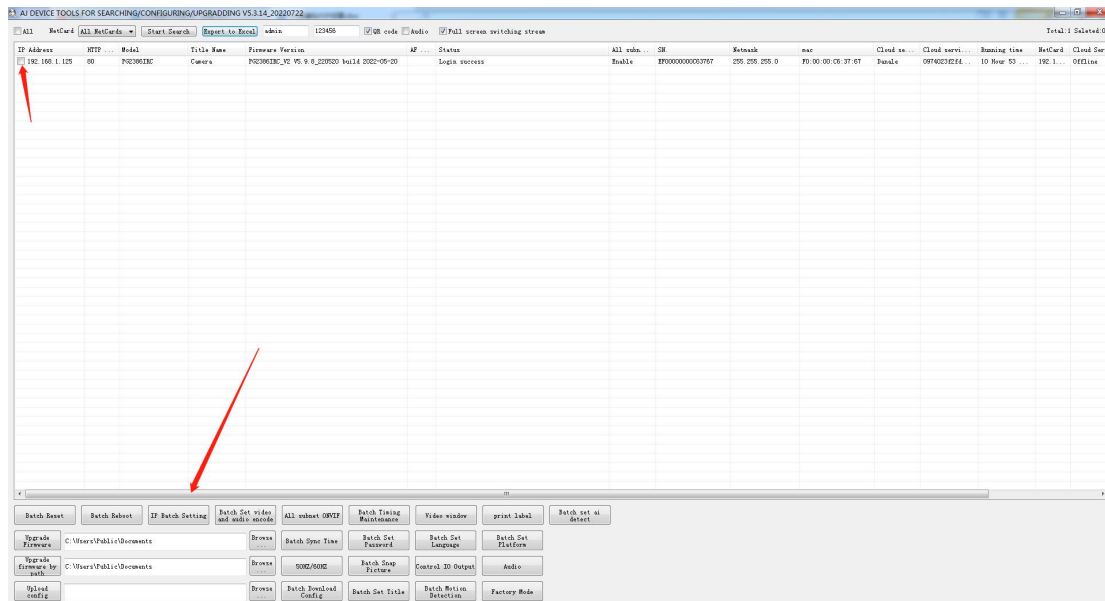 AJ DEVICE TOOLS FOR SEARCHING/CONFIGURING/UPGRADDING V5.3.14_20220722
All NetCard All NetCards Start Search Export to Excel admin 123456 QR code Audio Full screen switching stream Total:1 Selected:0
IP Address HTTP ... Model Title Name Firmware Version AF ... Status All subn... SN Netmask mac Cloud se... Cloud servi... Running time NetCard Cloud Ser
192.168.1.125 80 PG2386IRC Camera PG2386IRC_V2 V5.9.8_220520 build 2022-05-20 Login success Enable EF00000000C63767 255.255.255.0 F0:00:00:C6:37:67 Danale 0974023f2fd... 10 Hour 53 ... 192.1... Offline
Batch Reset Batch Reboot IP Batch Setting Batch Set video and audio encode All subnet ONVIF Batch Timing Maintenance Video window print label Batch set ai detect
Upgrade Firmware C:\Users\Public\Documents Browse ... Batch Sync Time Batch Set Password Batch Set Language Batch Set Platform
Upgrade firmware by path C:\Users\Public\Documents Browse ... 50HZ/60HZ Batch Snap Picture Control IO Output Audio
Upload config Browse ... Batch Download Config Batch Set Title Batch Motion Detection Factory Mode